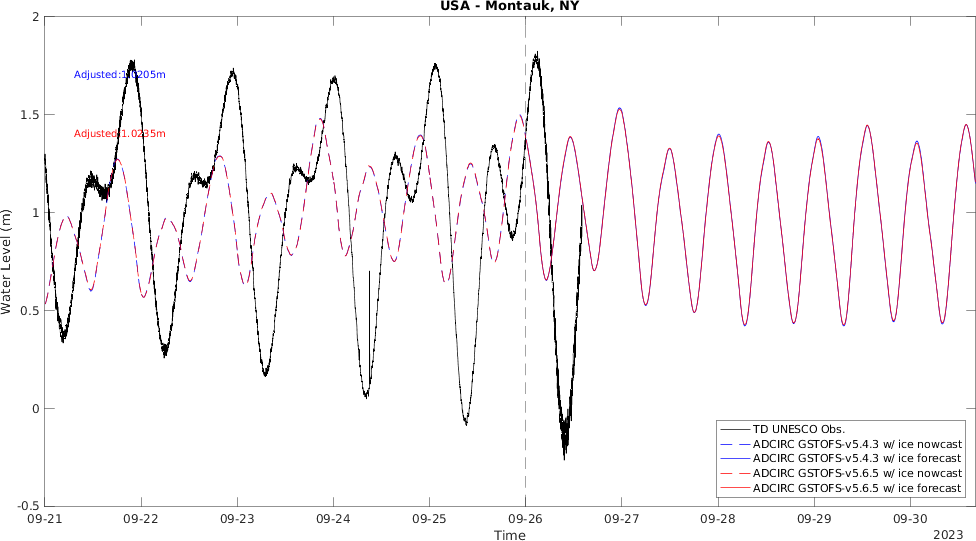 USA - Montauk, NY
2
1.5
1
0.5
0
-0.5
Water Level (m)
Adjusted:1.0205m
Adjusted:1.0235m
TD UNESCO Obs.
ADCIRC GSTOFS-v5.4.3 w/ ice nowcast
ADCIRC GSTOFS-v5.4.3 w/ ice forecast
ADCIRC GSTOFS-v5.6.5 w/ ice nowcast
ADCIRC GSTOFS-v5.6.5 w/ ice forecast
09-21 09-22 09-23 09-24 09-25 09-26 09-27 09-28 09-29 09-30
Time
2023